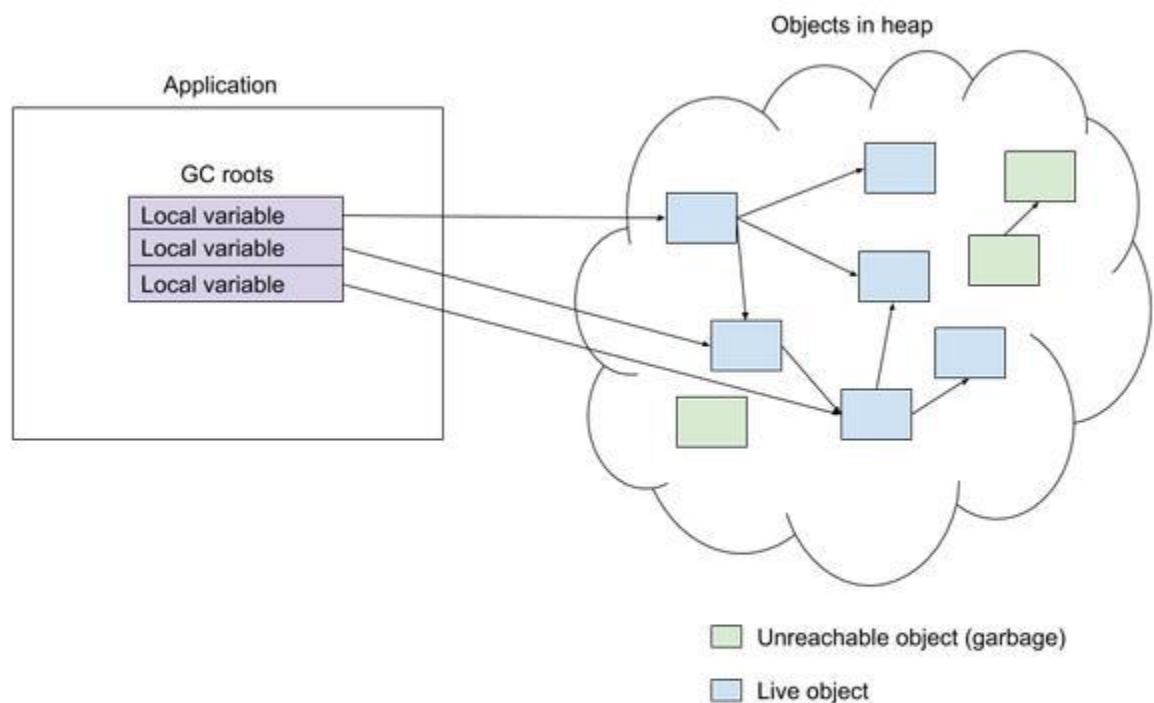 Objects in heap
Application
GC roots
Local variable
Local variable
Local variable
Unreachable object (garbage)
Live object